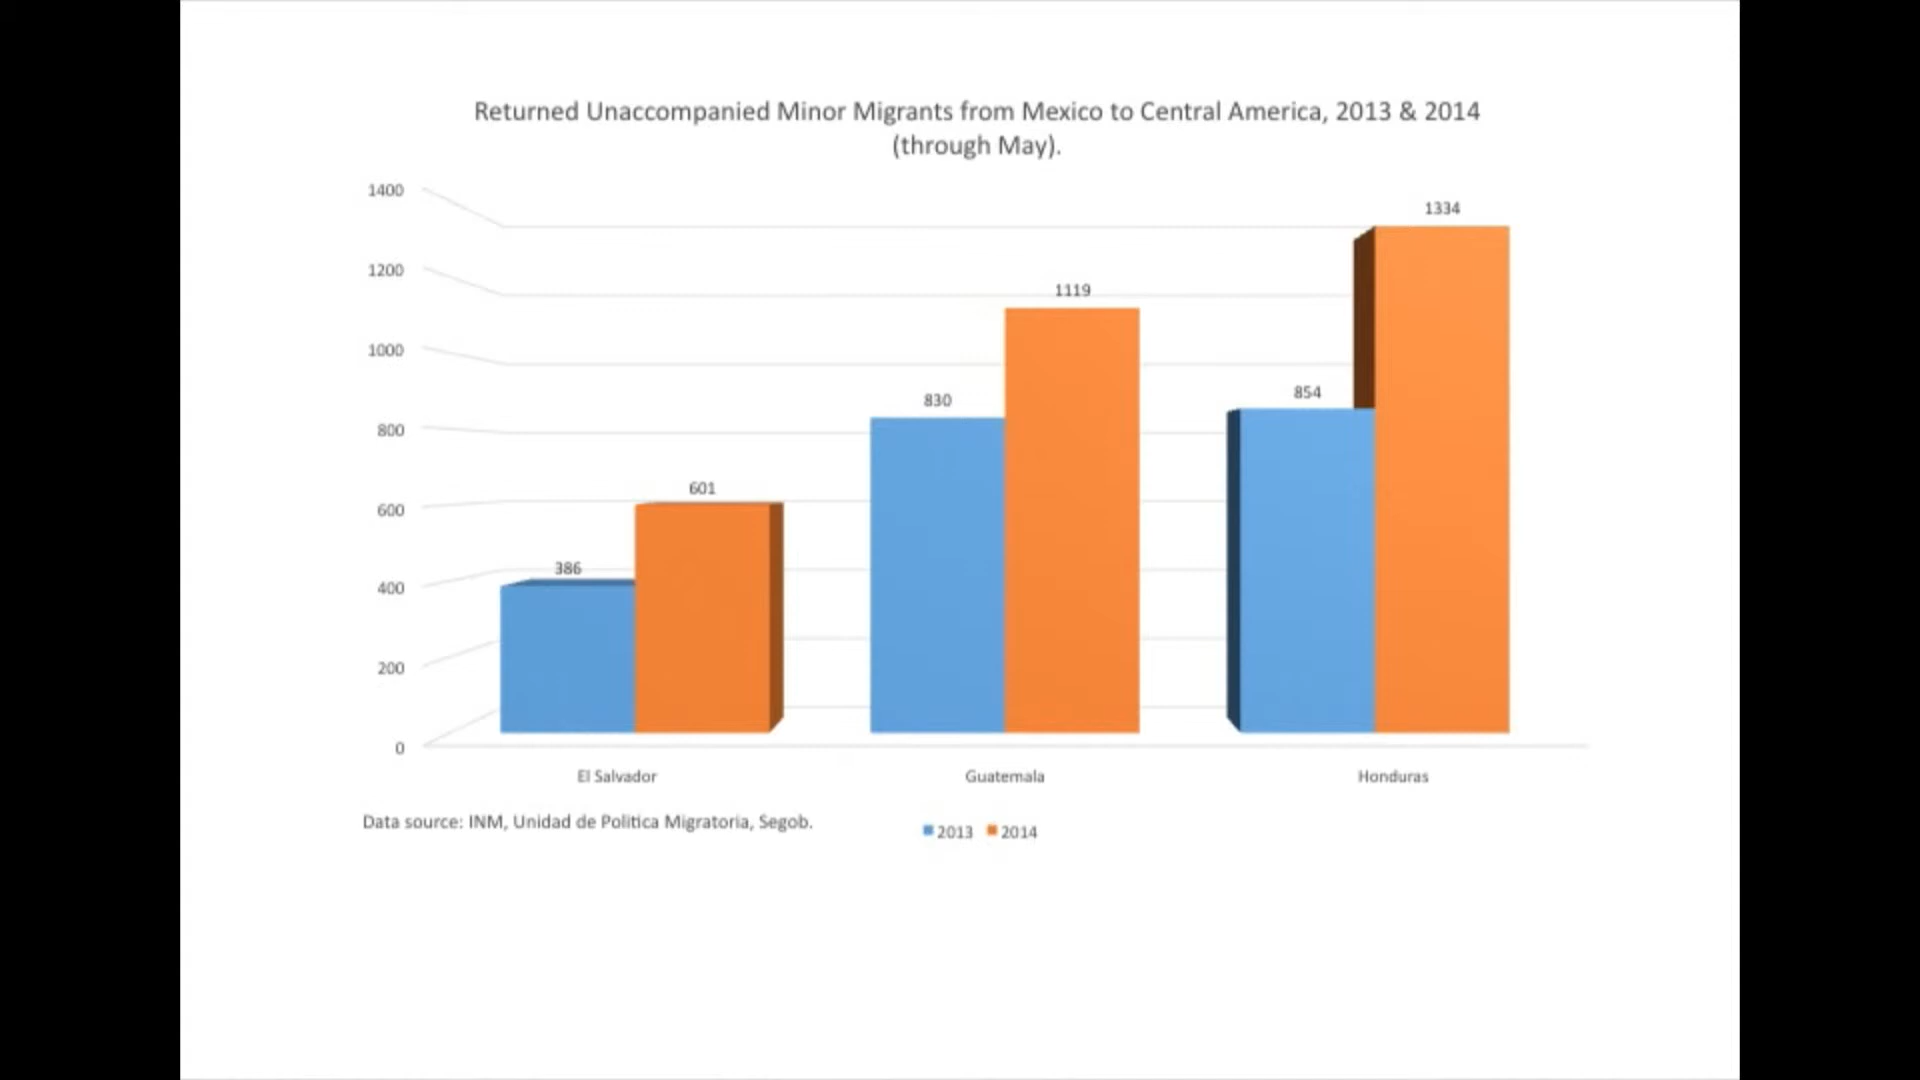 Returned Unaccompanied Minor Migrants from Mexico to Central America, 2013 & 2014
(through May).
1400
1200
1000
800
600
400
200
0
386
601
830
1119
854
1334
El Salvador
Guatemala
Honduras
Data source: INM, Unidad de Politica Migratoria, Segob.
2013
2014